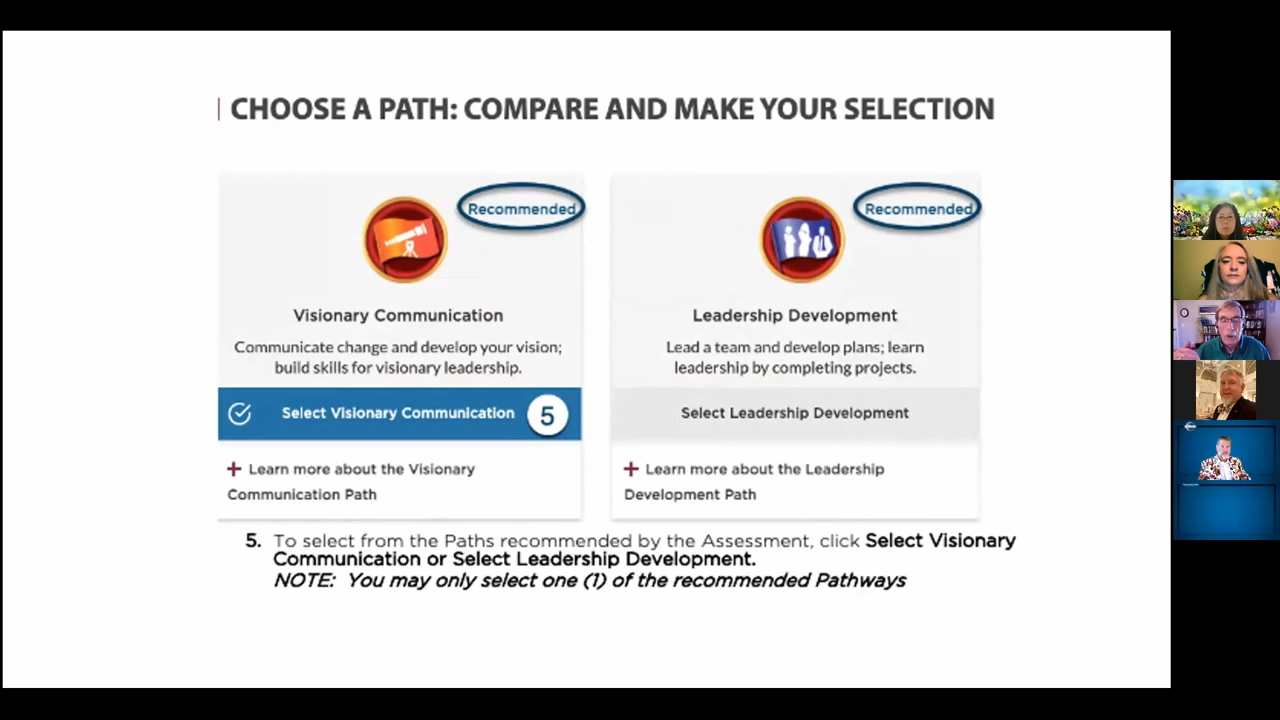 CHOOSE A PATH: COMPARE AND MAKE YOUR SELECTION
Recommended
Visionary Communication
Communicate change and develop your vision;
build skills for visionary leadership.
Select Visionary Communication 5
+ Learn more about the Visionary
Communication Path
Recommended
Leadership Development
Lead a team and develop plans; learn
leadership by completing projects.
Select Leadership Development
+ Learn more about the Leadership
Development Path
5. To select from the Paths recommended by the Assessment, click Select Visionary
Communication or Select Leadership Development.
NOTE: You may only select one (1) of the recommended Pathways